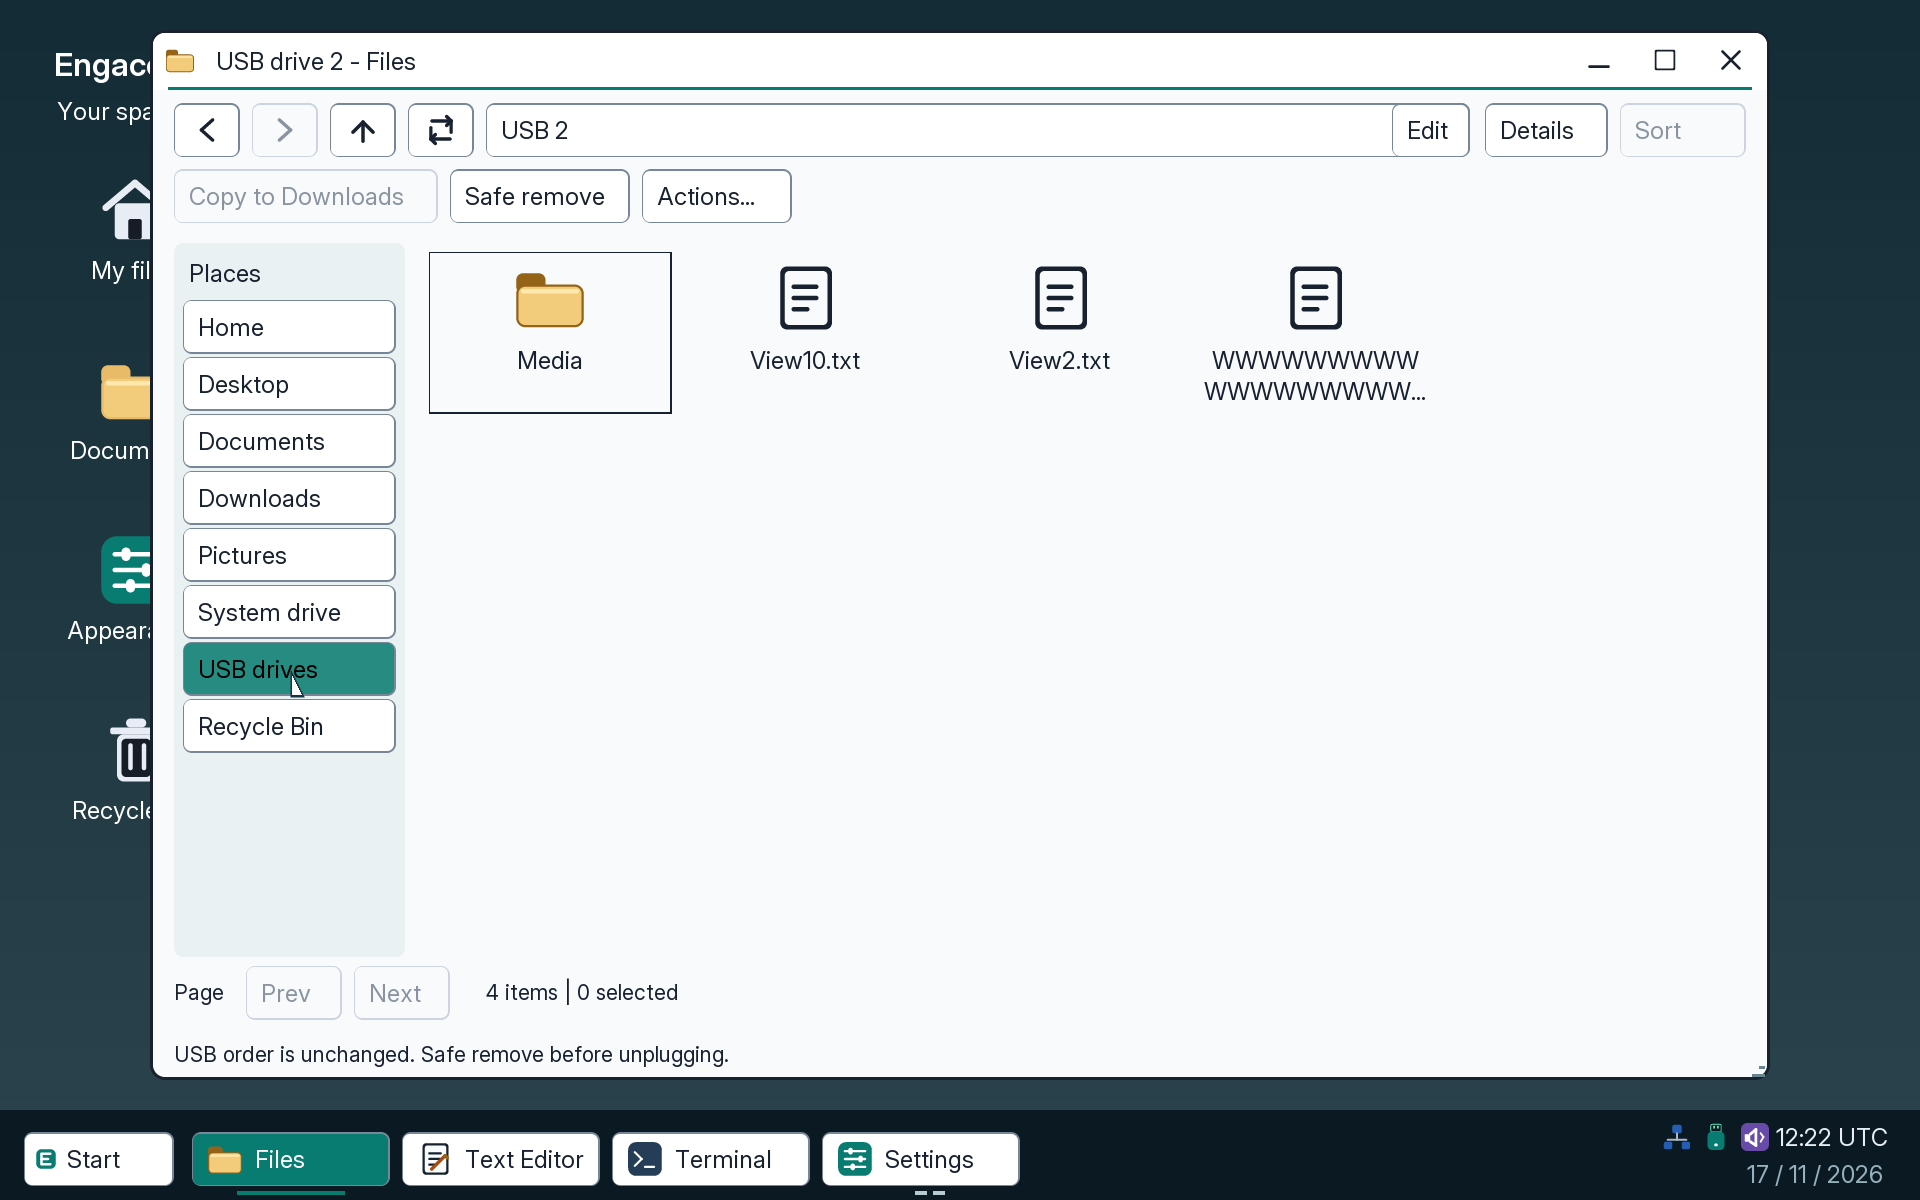 Engac
Your spa
My fil
Docum
Appeara
Recycle
USB drive 2 - Files
USB 2
Edit
Details
Sort
Copy to Downloads
Safe remove
Actions...
Places
Home
Desktop
Documents
Downloads
Pictures
System drive
USB drives
Recycle Bin
Media
View10.txt
View2.txt
WWWWWWWWW
WWWWWWWWW...
Page
Prev
Next
4 items | 0 selected
USB order is unchanged. Safe remove before unplugging.
Start
Files
Text Editor
Terminal
Settings
12:22 UTC
17 / 11 / 2026